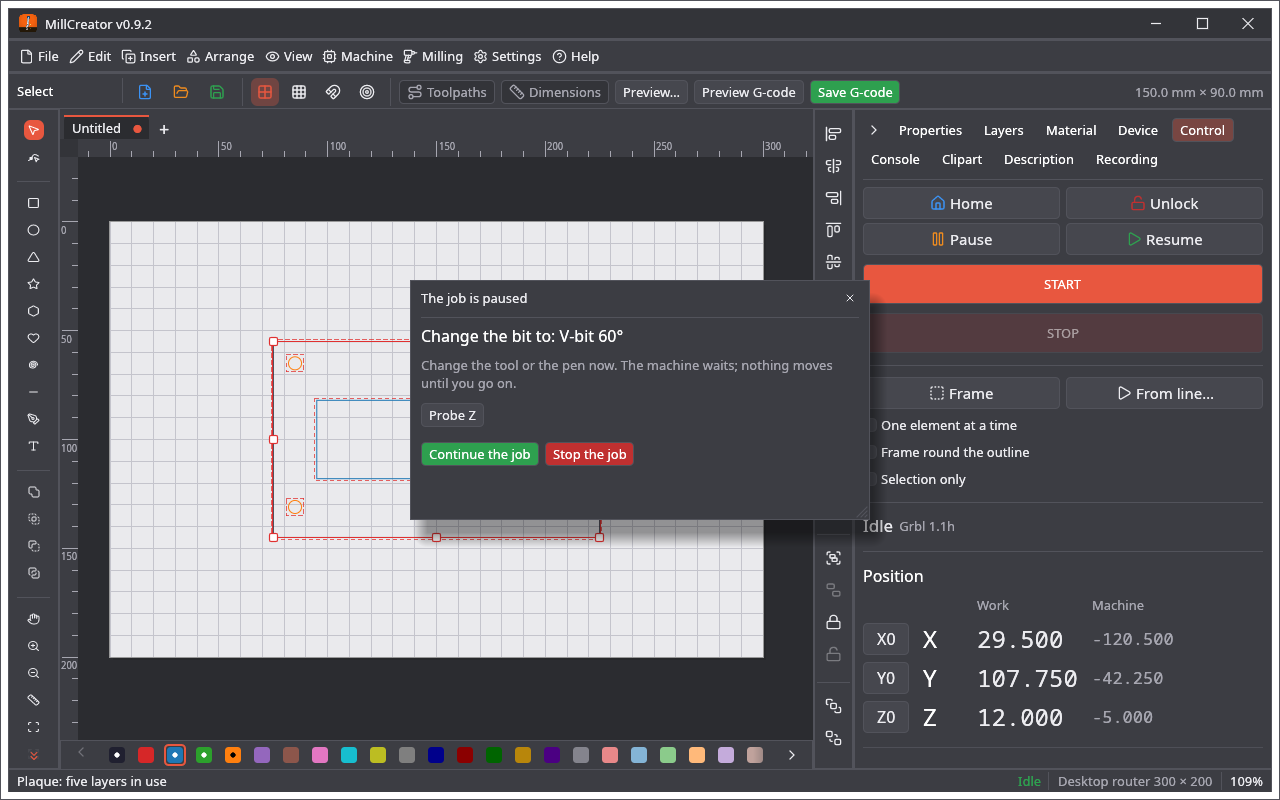 MillCreator v0.9.2
File Edit Insert Arrange View Machine Milling Settings Help
Select Toolpaths Dimensions Preview... Preview G-code Save G-code 150.0 mm × 90.0 mm
Untitled
Properties Layers Material Device Control
Console Clipart Description Recording
0 50 100 150 200 250 300
0
50
100
150
200
Home Unlock
Pause Resume
START
STOP
Frame From line...
One element at a time
Frame round the outline
Selection only
Idle Grbl 1.1h
Position
Work Machine
X0 X 29.500 -120.500
Y0 Y 107.750 -42.250
Z0 Z 12.000 -5.000
The job is paused
Change the bit to: V-bit 60°
Change the tool or the pen now. The machine waits; nothing moves
until you go on.
Probe Z
Continue the job Stop the job
Plaque: five layers in use Idle Desktop router 300 × 200 109%